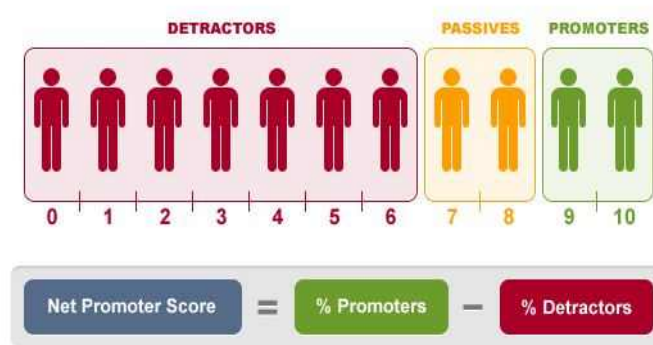 DETRACTORS PASSIVES PROMOTERS
0 1 2 3 4 5 6 7 8 9 10
Net Promoter Score = % Promoters − % Detractors